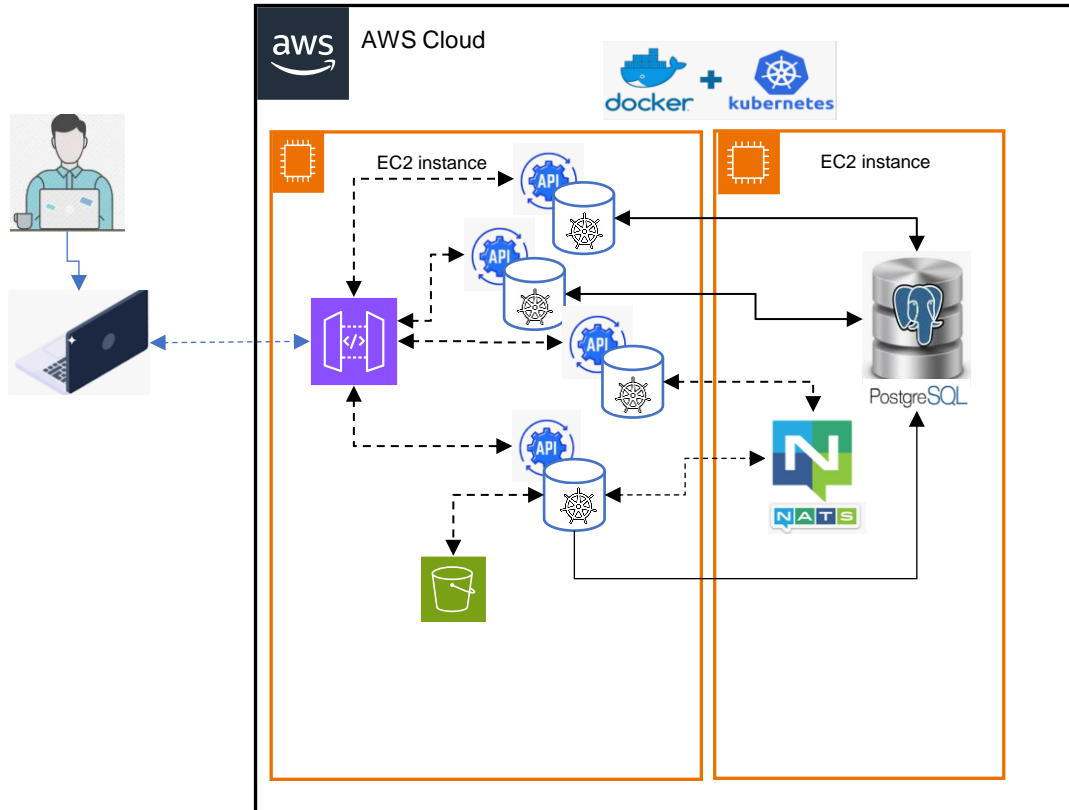 aws
AWS Cloud
docker
+
kubernetes
EC2 instance
EC2 instance
API
API
</>
API
PostgreSQL
API
N
NATS